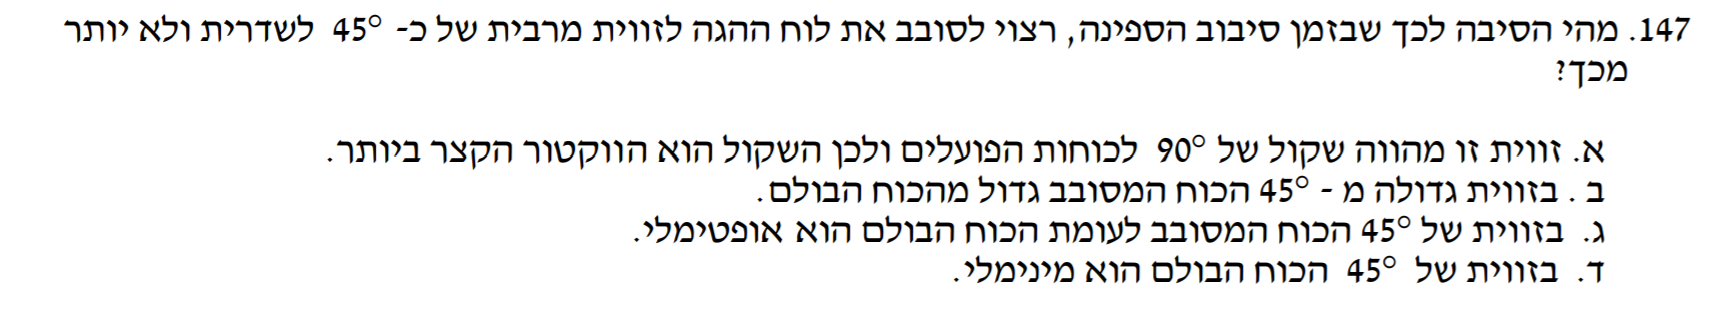 147. מהי הסיבה לכך שבזמן סיבוב הספינה, רצוי לסובב את לוח ההגה לזווית מרבית של כ- 45° לשדרית ולא יותר
מכך?
א. זווית זו מהווה שקול של 90° לכוחות הפועלים ולכן השקול הוא הווקטור הקצר ביותר.
ב . בזווית גדולה מ - 45° הכוח המסובב גדול מהכוח הבולם.
ג. בזווית של 45° הכוח המסובב לעומת הכוח הבולם הוא אופטימלי.
ד. בזווית של 45° הכוח הבולם הוא מינימלי.